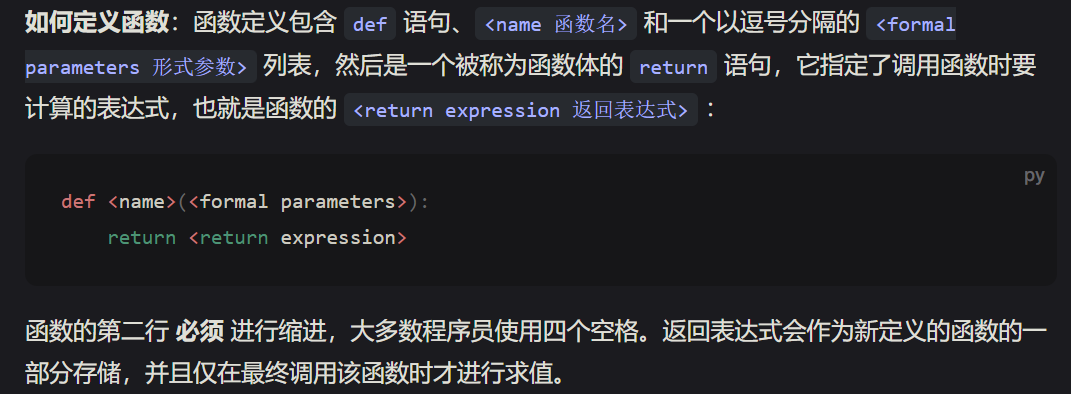 如何定义函数：函数定义包含 def 语句、<name 函数名> 和一个以逗号分隔的 <formal
parameters 形式参数> 列表，然后是一个被称为函数体的 return 语句，它指定了调用函数时要
计算的表达式，也就是函数的 <return expression 返回表达式> ：
py
def <name>(<formal parameters>):
    return <return expression>
函数的第二行 必须 进行缩进，大多数程序员使用四个空格。返回表达式会作为新定义的函数的一
部分存储，并且仅在最终调用该函数时才进行求值。